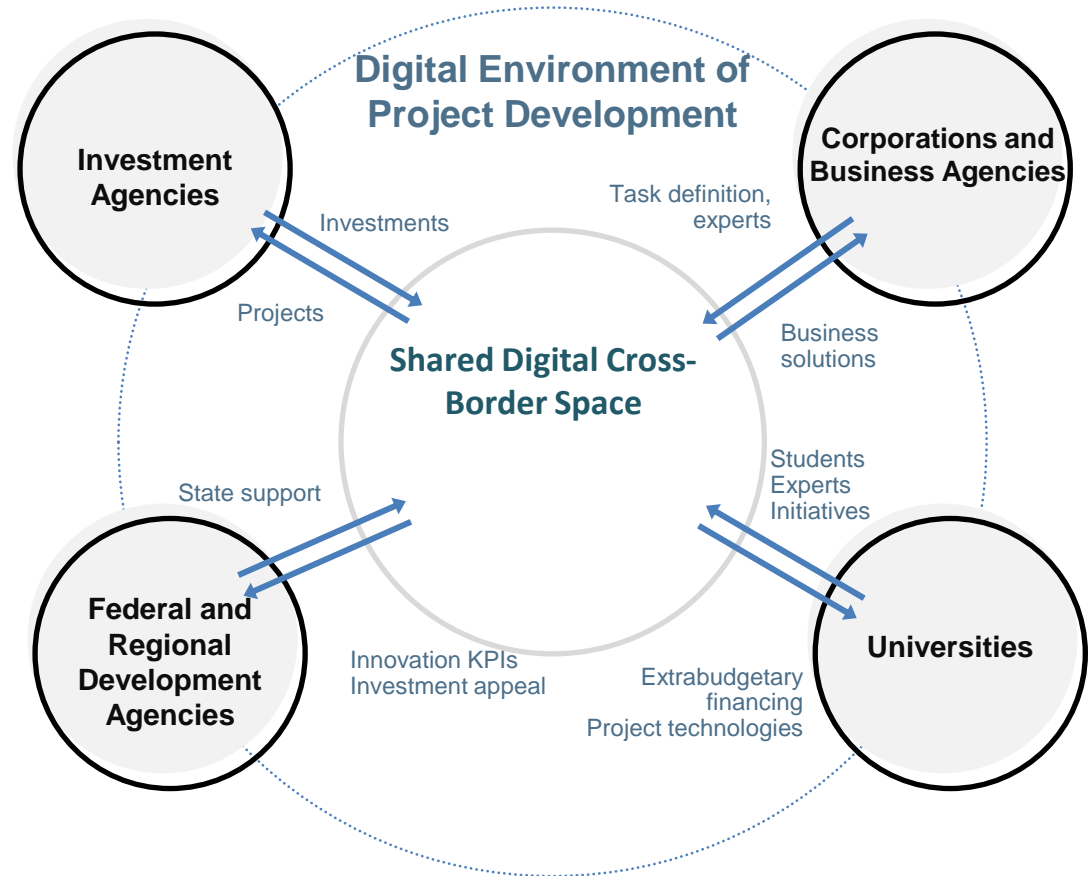 Digital Environment of
Project Development
Investment
Agencies
Corporations and
Business Agencies
Investments
Projects
Task definition,
experts
Business
solutions
Shared Digital Cross-
Border Space
State support
Students
Experts
Initiatives
Federal and
Regional
Development
Agencies
Innovation KPIs
Investment appeal
Universities
Extrabudgetary
financing
Project technologies